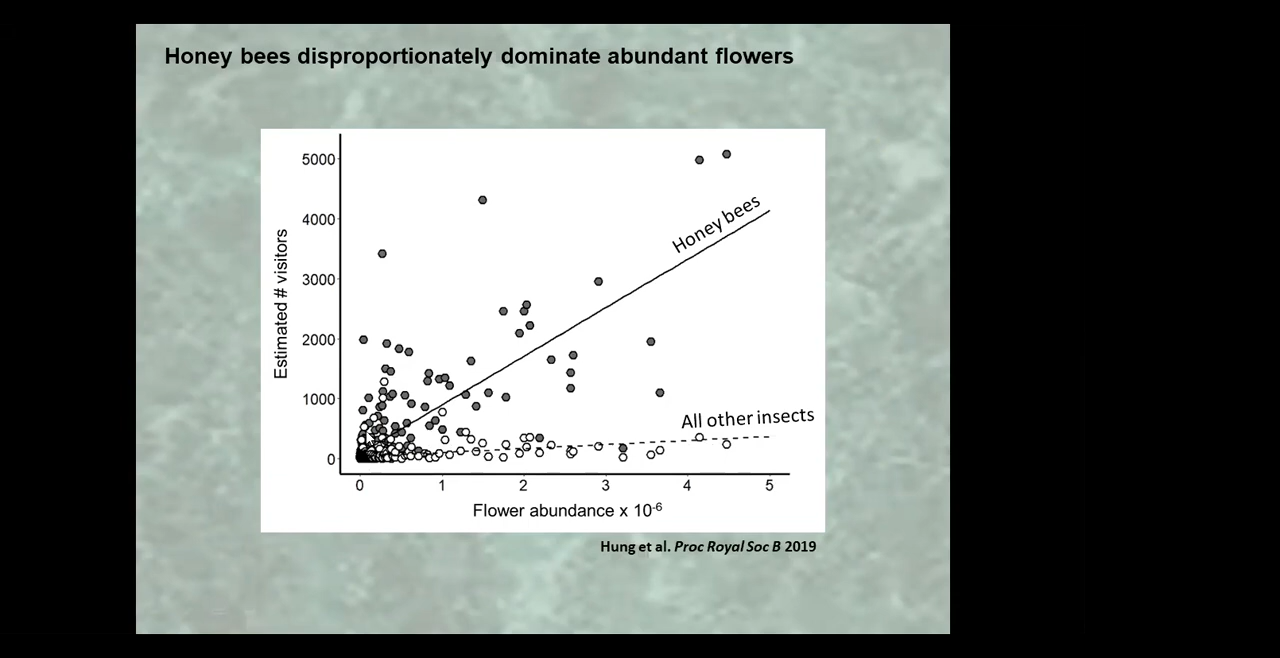 Honey bees disproportionately dominate abundant flowers
5000
4000
3000
2000
1000
0
Estimated # visitors
Honey bees
All other insects
0 1 2 3 4 5
Flower abundance x 10⁻⁶
Hung et al. Proc Royal Soc B 2019